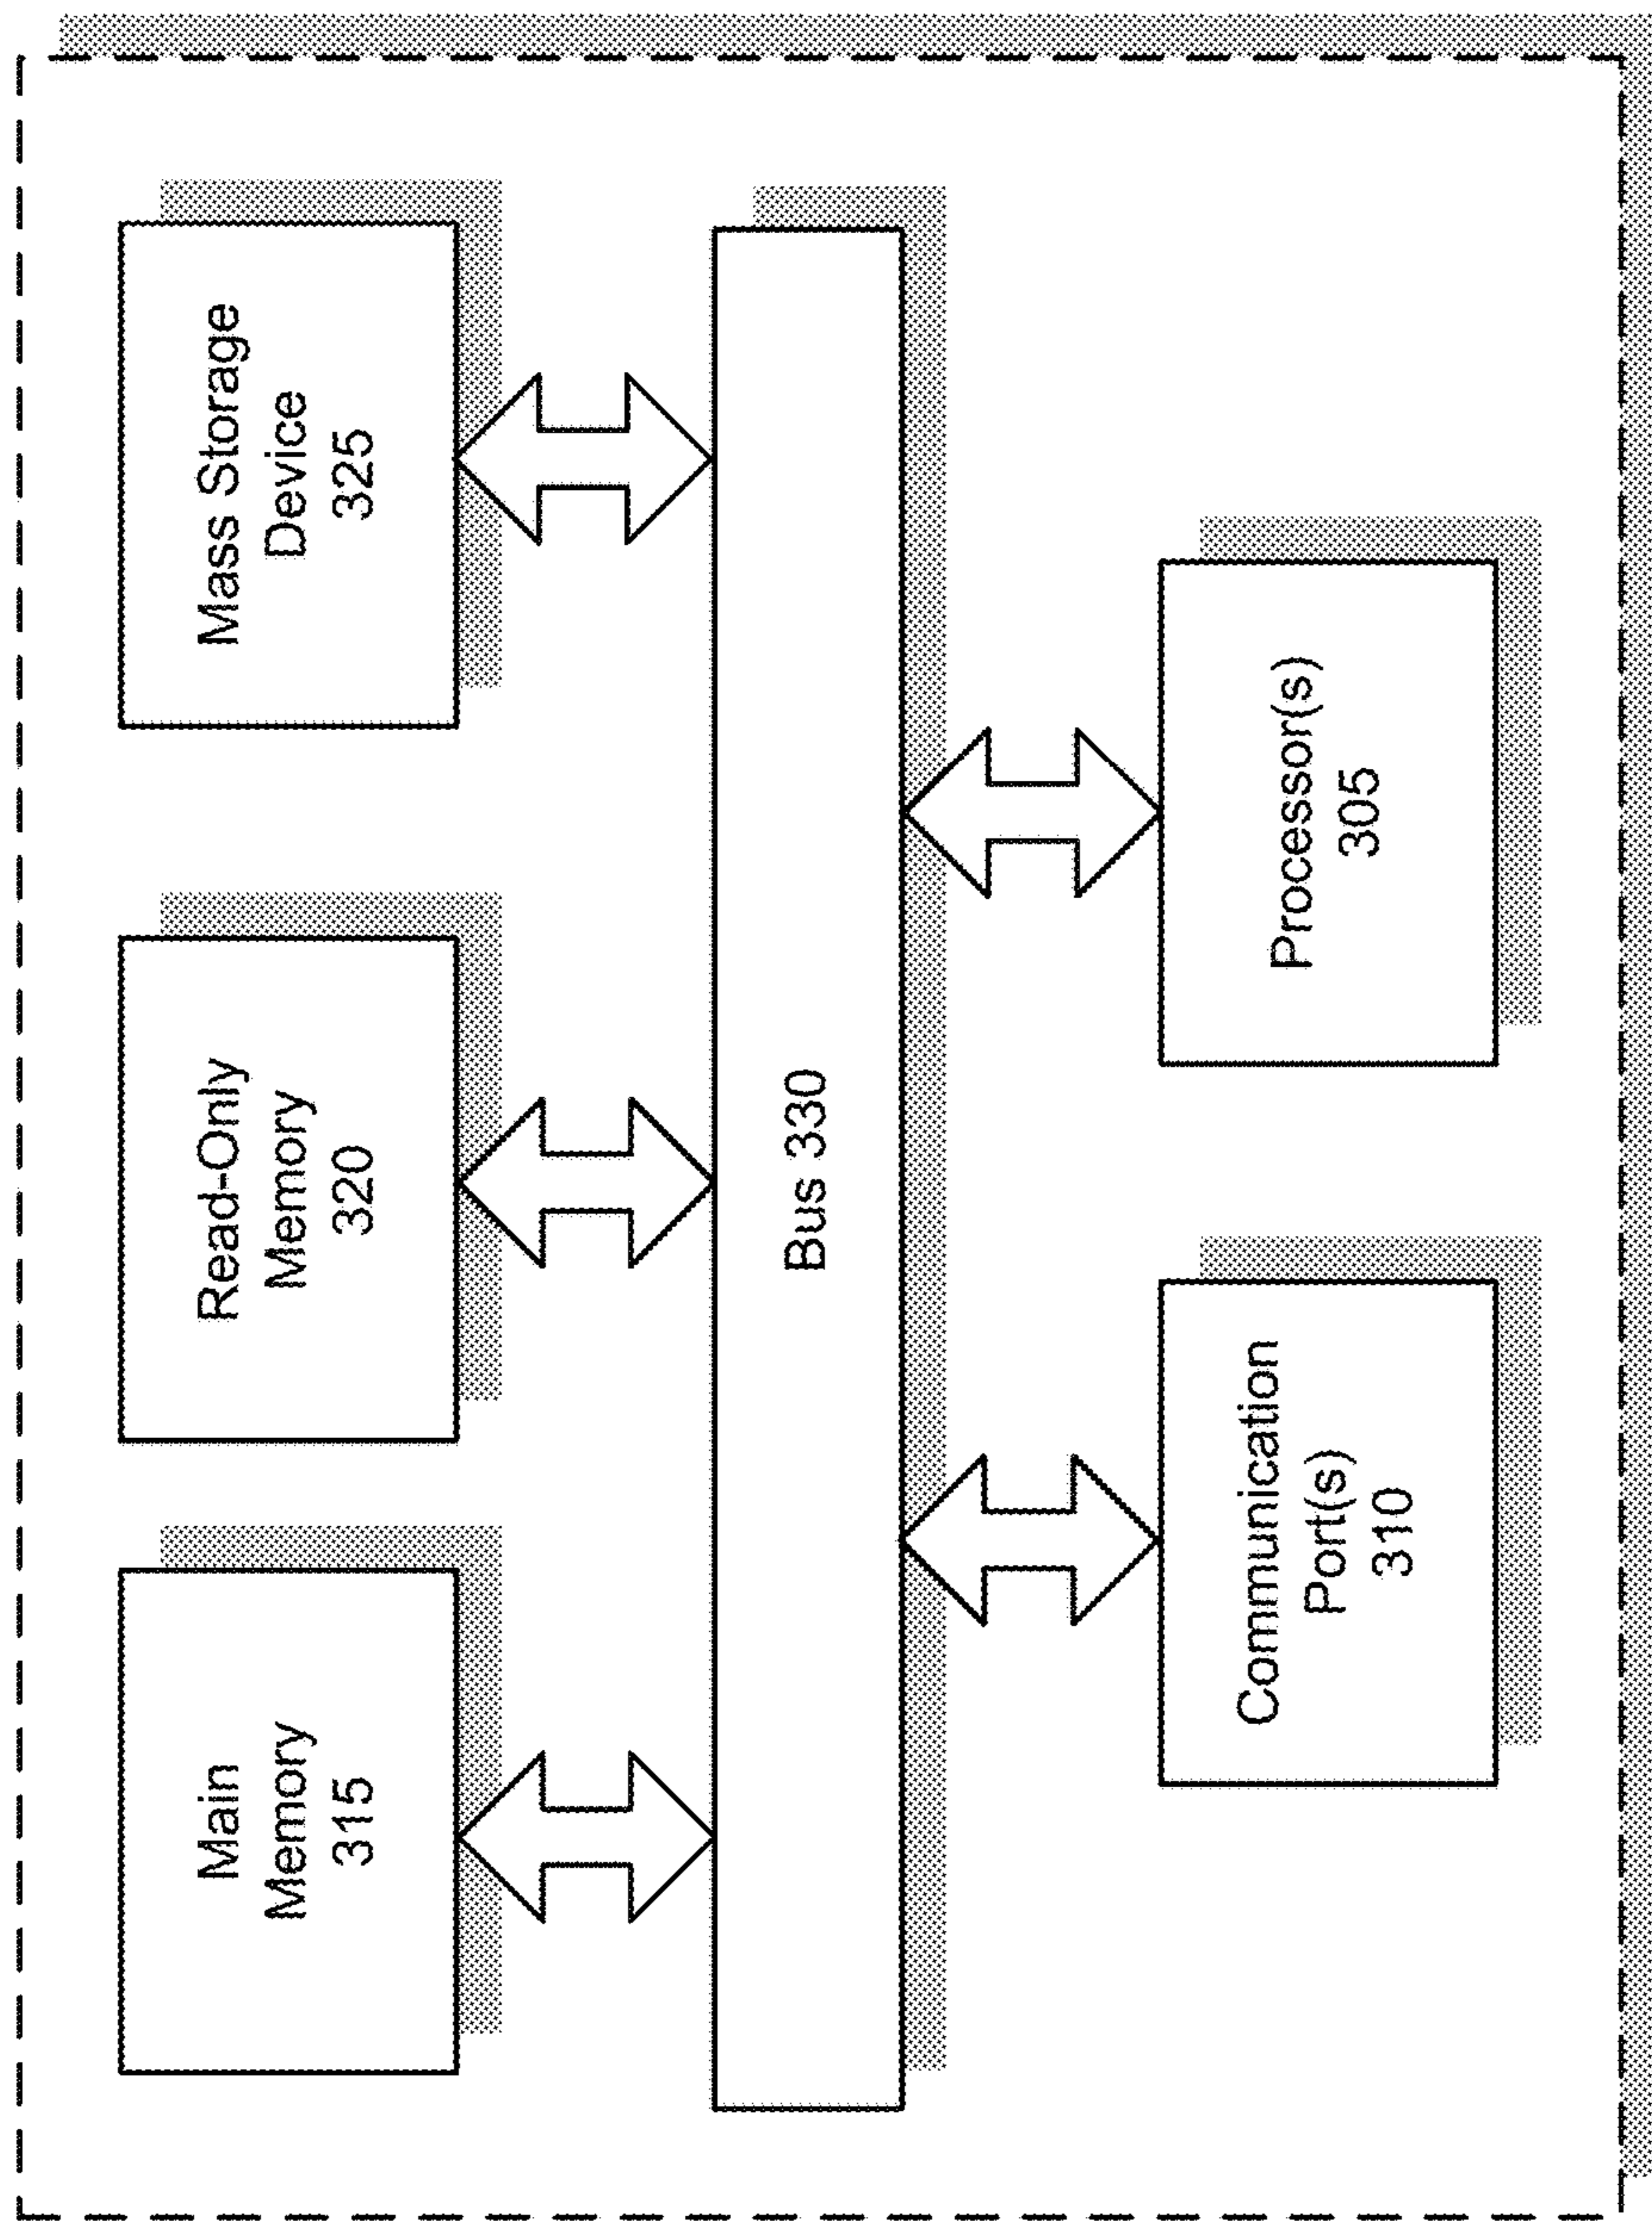 Main
Memory
315
Read-Only
Memory
320
Mass Storage
Device
325
Bus 330
Communication
Port(s)
310
Processor(s)
305